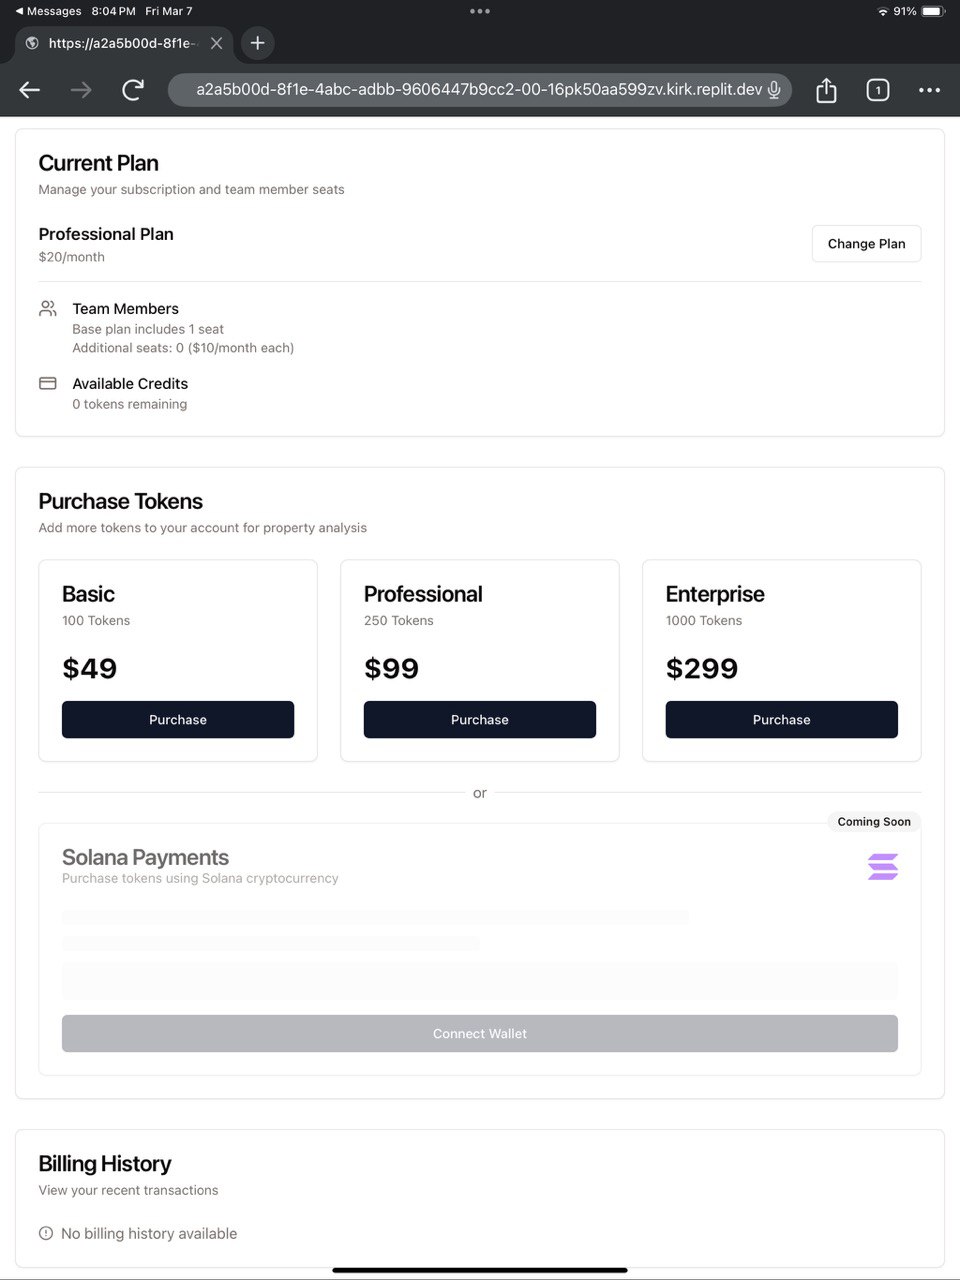 Messages 8:04 PM Fri Mar 7 91%
https://a2a5b00d-8f1e-
a2a5b00d-8f1e-4abc-adbb-9606447b9cc2-00-16pk50aa599zv.kirk.replit.dev 1
Current Plan
Manage your subscription and team member seats
Professional Plan
$20/month
Change Plan
Team Members
Base plan includes 1 seat
Additional seats: 0 ($10/month each)
Available Credits
0 tokens remaining
Purchase Tokens
Add more tokens to your account for property analysis
Basic
100 Tokens
$49
Purchase
Professional
250 Tokens
$99
Purchase
Enterprise
1000 Tokens
$299
Purchase
or
Coming Soon
Solana Payments
Purchase tokens using Solana cryptocurrency
Connect Wallet
Billing History
View your recent transactions
No billing history available